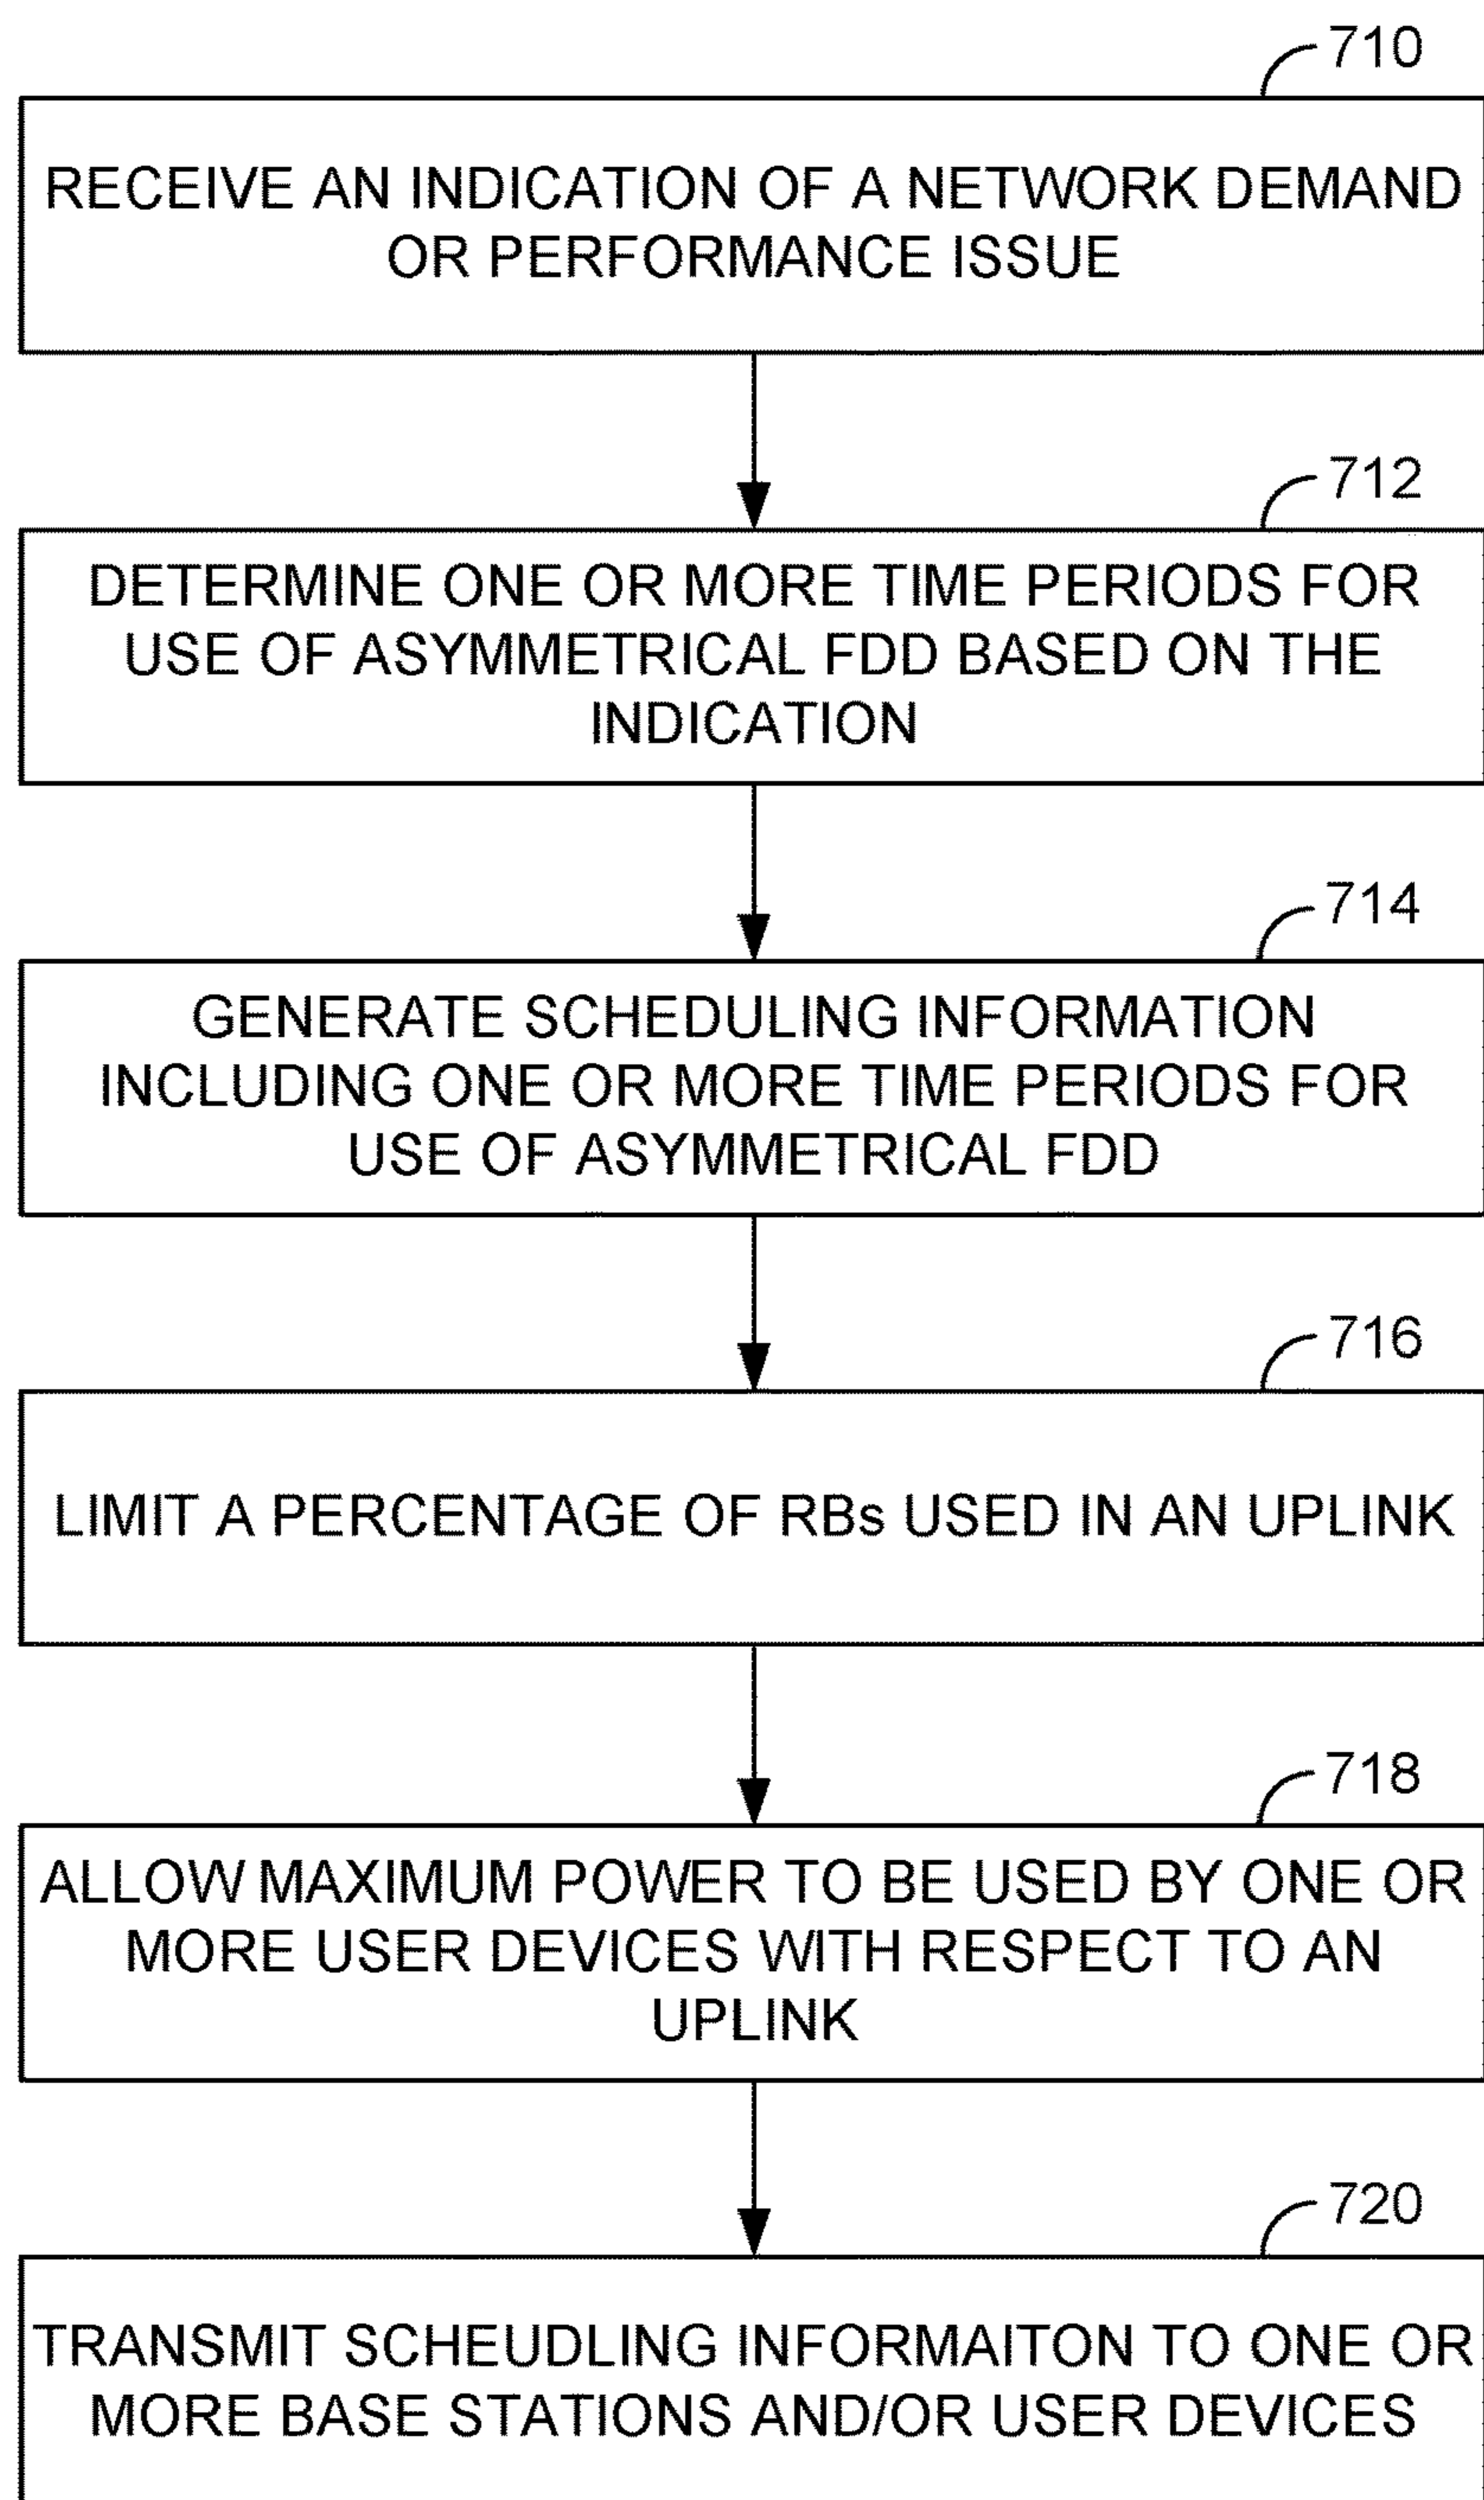 710
RECEIVE AN INDICATION OF A NETWORK DEMAND
OR PERFORMANCE ISSUE
712
DETERMINE ONE OR MORE TIME PERIODS FOR
USE OF ASYMMETRICAL FDD BASED ON THE
INDICATION
714
GENERATE SCHEDULING INFORMATION
INCLUDING ONE OR MORE TIME PERIODS FOR
USE OF ASYMMETRICAL FDD
716
LIMIT A PERCENTAGE OF RBs USED IN AN UPLINK
718
ALLOW MAXIMUM POWER TO BE USED BY ONE OR
MORE USER DEVICES WITH RESPECT TO AN
UPLINK
720
TRANSMIT SCHEUDLING INFORMAITON TO ONE OR
MORE BASE STATIONS AND/OR USER DEVICES